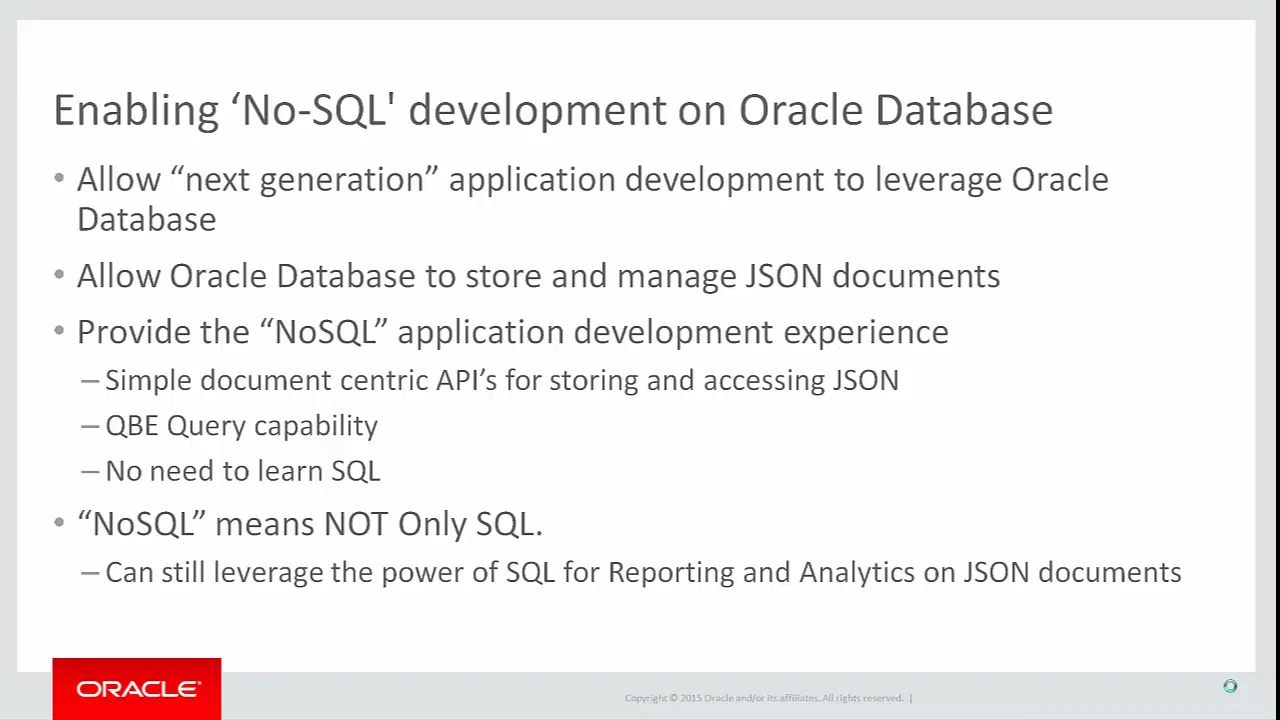 Enabling ‘No-SQL' development on Oracle Database
• Allow “next generation” application development to leverage Oracle
Database
• Allow Oracle Database to store and manage JSON documents
• Provide the “NoSQL” application development experience
– Simple document centric API’s for storing and accessing JSON
– QBE Query capability
– No need to learn SQL
• “NoSQL” means NOT Only SQL.
– Can still leverage the power of SQL for Reporting and Analytics on JSON documents
ORACLE®
Copyright © 2015 Oracle and/or its affiliates. All rights reserved. |